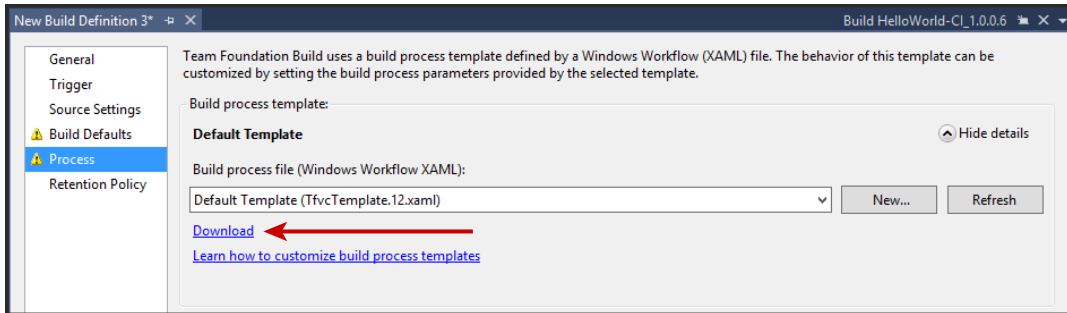 New Build Definition 3*
Build HelloWorld-CI_1.0.0.6
General
Trigger
Source Settings
Build Defaults
Process
Retention Policy
Team Foundation Build uses a build process template defined by a Windows Workflow (XAML) file. The behavior of this template can be
customized by setting the build process parameters provided by the selected template.
Build process template:
Default Template
Hide details
Build process file (Windows Workflow XAML):
Default Template (TfvcTemplate.12.xaml)
New...
Refresh
Download
Learn how to customize build process templates